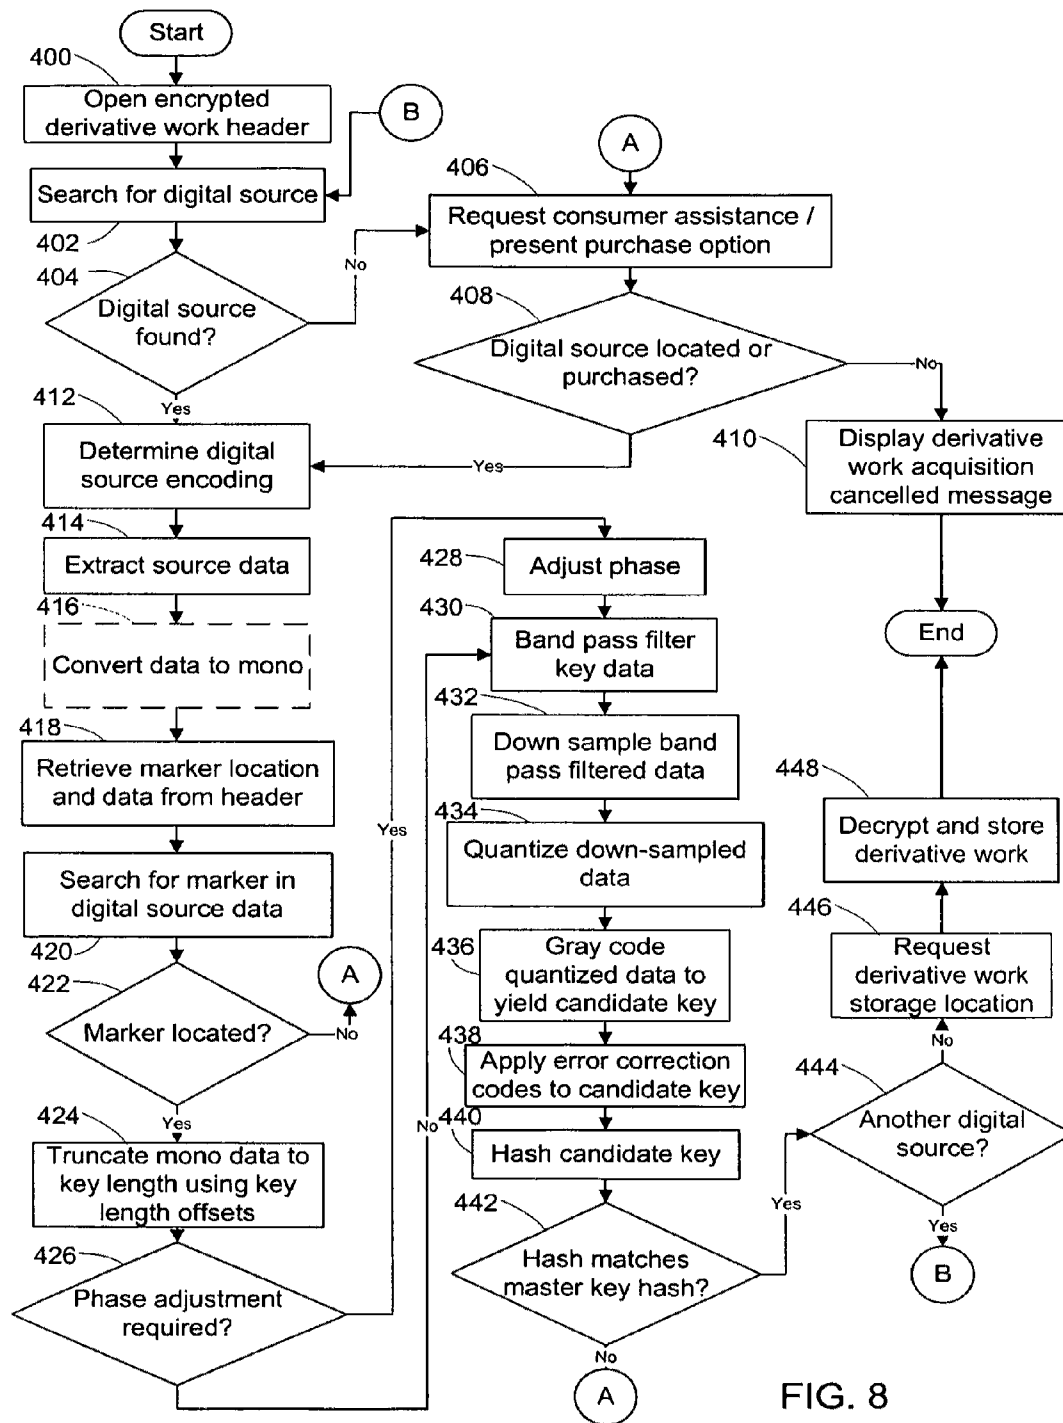 Start
400
Open encrypted
derivative work header
B
Search for digital source
402
404
Digital source
found?
No
Yes
A
406
Request consumer assistance /
present purchase option
408
Digital source located or
purchased?
No
Yes
410
Display derivative
work acquisition
cancelled message
End
412
Determine digital
source encoding
414
Extract source data
416
Convert data to mono
418
Retrieve marker location
and data from header
Search for marker in
digital source data
420
422
Marker located?
No
A
Yes
424
Truncate mono data to
key length using key
length offsets
426
Phase adjustment
required?
Yes
No
428
Adjust phase
430
Band pass filter
key data
432
Down sample band
pass filtered data
434
Quantize down-sampled
data
436
Gray code
quantized data to
yield candidate key
438
Apply error correction
codes to candidate key
440
Hash candidate key
442
Hash matches
master key hash?
Yes
No
A
444
Another digital
source?
No
Yes
B
446
Request
derivative work
storage location
448
Decrypt and store
derivative work
FIG. 8